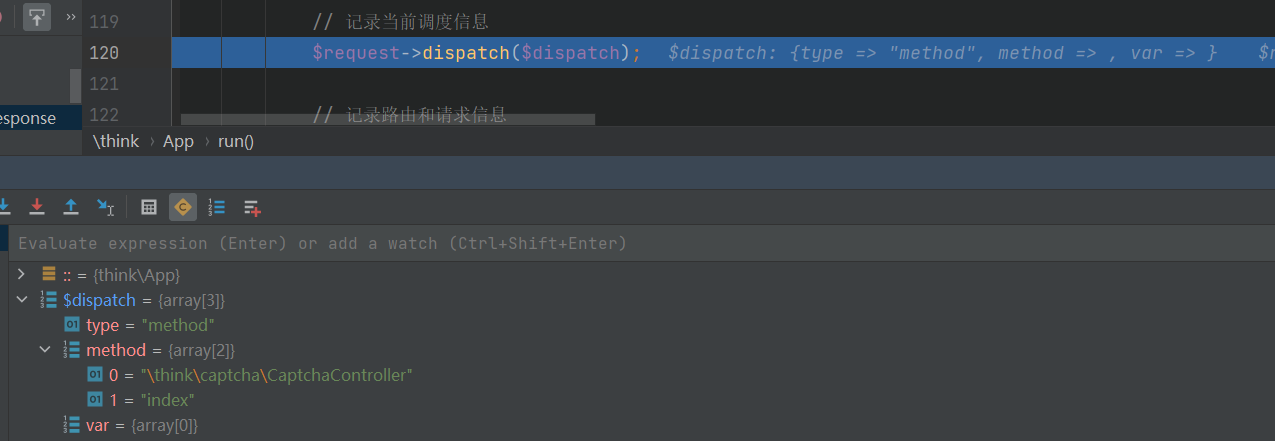 119 // 记录当前调度信息
120 $request->dispatch($dispatch); $dispatch: {type => "method", method => , var => }
121
122 // 记录路由和请求信息
esponse
\think › App › run()
Evaluate expression (Enter) or add a watch (Ctrl+Shift+Enter)
:: = {think\App}
$dispatch = {array[3]}
type = "method"
method = {array[2]}
0 = "\think\captcha\CaptchaController"
1 = "index"
var = {array[0]}